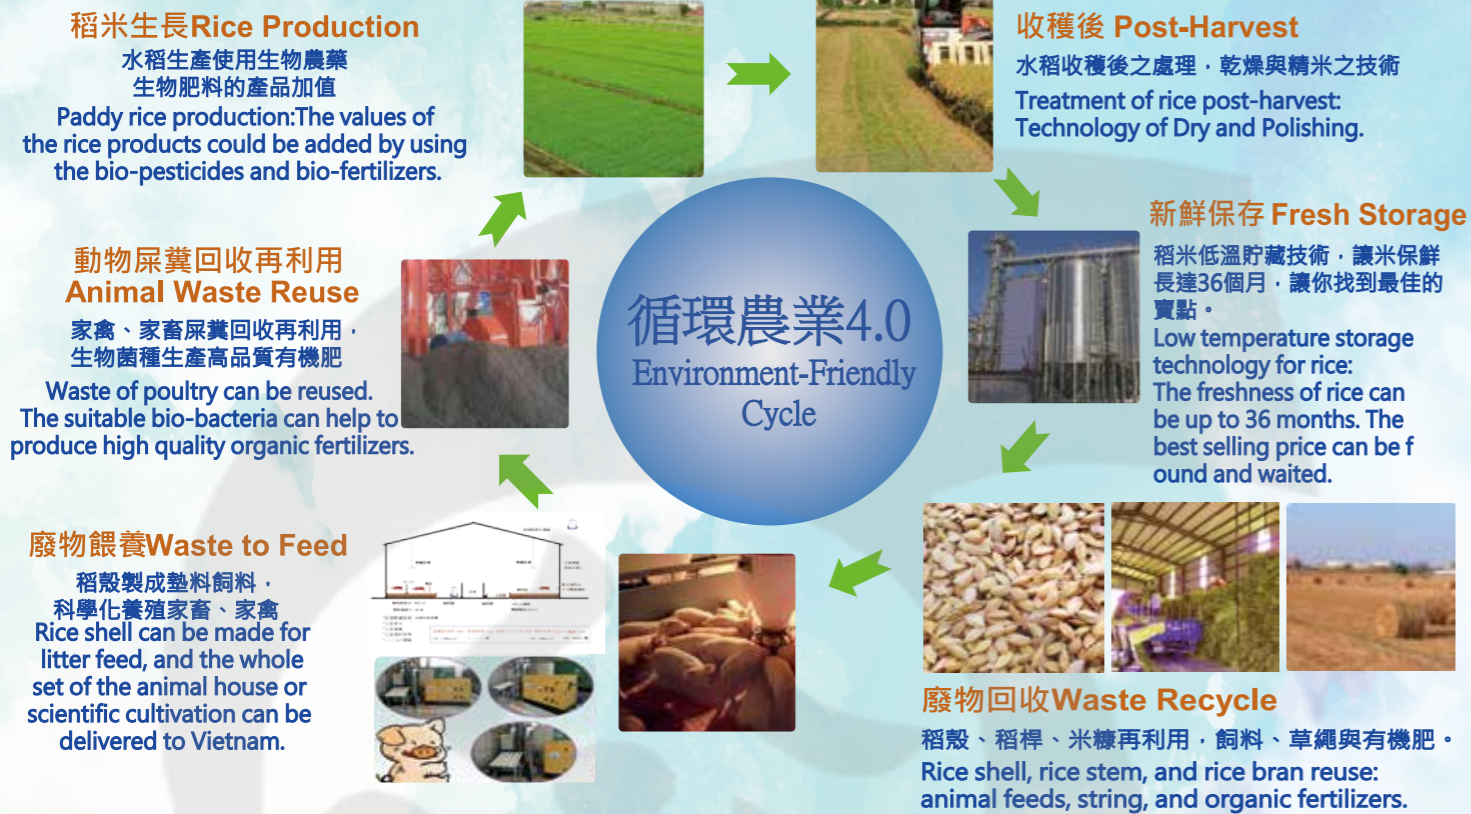 稻米生長Rice Production
水稻生產使用生物農藥
生物肥料的產品加值
Paddy rice production:The values of
the rice products could be added by using
the bio-pesticides and bio-fertilizers.
收穫後 Post-Harvest
水稻收穫後之處理，乾燥與精米之技術
Treatment of rice post-harvest:
Technology of Dry and Polishing.
新鮮保存 Fresh Storage
稻米低溫貯藏技術，讓米保鮮
長達36個月，讓你找到最佳的
賣點。
Low temperature storage
technology for rice:
The freshness of rice can
be up to 36 months. The
best selling price can be f
ound and waited.
廢物回收Waste Recycle
稻殼、稻桿、米糠再利用，飼料、草繩與有機肥。
Rice shell, rice stem, and rice bran reuse:
animal feeds, string, and organic fertilizers.
廢物餵養Waste to Feed
稻殼製成墊料飼料，
科學化養殖家畜、家禽
Rice shell can be made for
litter feed, and the whole
set of the animal house or
scientific cultivation can be
delivered to Vietnam.
動物屎糞回收再利用
Animal Waste Reuse
家禽、家畜屎糞回收再利用，
生物菌種生產高品質有機肥
Waste of poultry can be reused.
The suitable bio-bacteria can help to
produce high quality organic fertilizers.
循環農業4.0
Environment-Friendly
Cycle